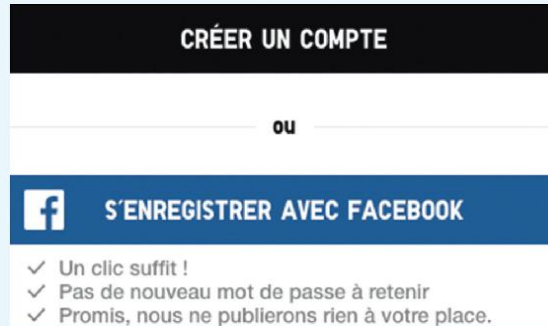 CRÉER UN COMPTE
ou
S'ENREGISTRER AVEC FACEBOOK
✓ Un clic suffit !
✓ Pas de nouveau mot de passe à retenir
✓ Promis, nous ne publierons rien à votre place.